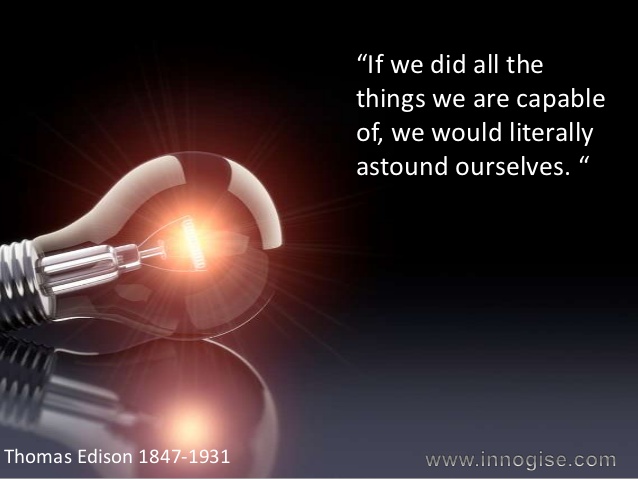 “If we did all the
things we are capable
of, we would literally
astound ourselves. “
Thomas Edison 1847-1931
www.innogise.com